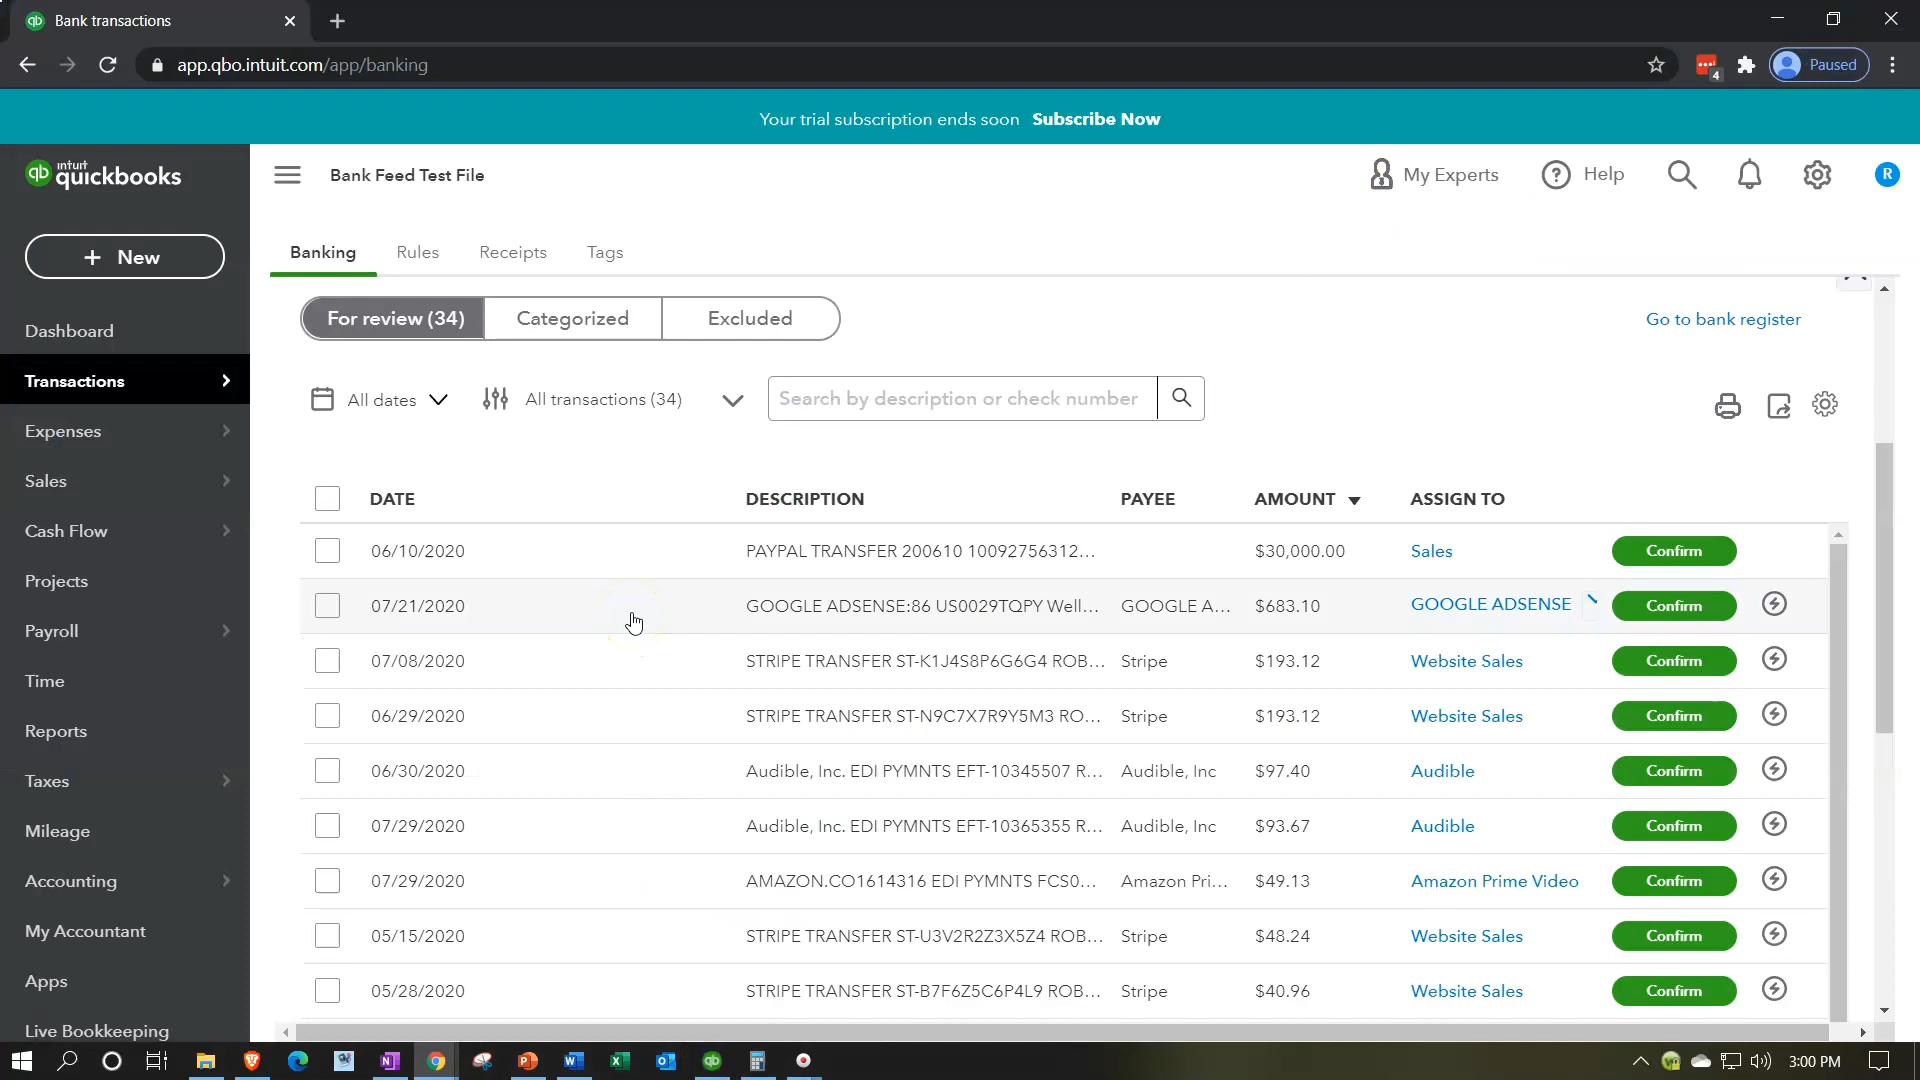 Bank transactions
app.qbo.intuit.com/app/banking
4
Paused
Your trial subscription ends soon Subscribe Now
intuit
quickbooks
Bank Feed Test File
My Experts
Help
R
+ New
Banking
Rules
Receipts
Tags
Dashboard
Transactions
Expenses
Sales
Cash Flow
Projects
Payroll
Time
Reports
Taxes
Mileage
Accounting
My Accountant
Apps
Live Bookkeeping
For review (34)
Categorized
Excluded
Go to bank register
All dates
All transactions (34)
Search by description or check number
DATE DESCRIPTION PAYEE AMOUNT ASSIGN TO
06/10/2020 PAYPAL TRANSFER 200610 10092756312... $30,000.00 Sales Confirm
07/21/2020 GOOGLE ADSENSE:86 US0029TQPY Well... GOOGLE A... $683.10 GOOGLE ADSENSE Confirm
07/08/2020 STRIPE TRANSFER ST-K1J4S8P6G6G4 ROB... Stripe $193.12 Website Sales Confirm
06/29/2020 STRIPE TRANSFER ST-N9C7X7R9Y5M3 RO... Stripe $193.12 Website Sales Confirm
06/30/2020 Audible, Inc. EDI PYMNTS EFT-10345507 R... Audible, Inc $97.40 Audible Confirm
07/29/2020 Audible, Inc. EDI PYMNTS EFT-10365355 R... Audible, Inc $93.67 Audible Confirm
07/29/2020 AMAZON.CO1614316 EDI PYMNTS FCS0... Amazon Pri... $49.13 Amazon Prime Video Confirm
05/15/2020 STRIPE TRANSFER ST-U3V2R2Z3X5Z4 ROB... Stripe $48.24 Website Sales Confirm
05/28/2020 STRIPE TRANSFER ST-B7F6Z5C6P4L9 ROB... Stripe $40.96 Website Sales Confirm
3:00 PM